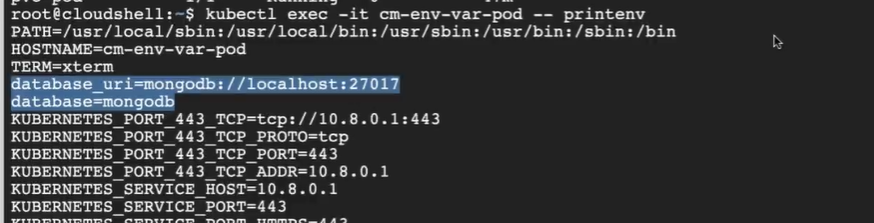 root@cloudshell:~$ kubectl exec -it cm-env-var-pod -- printenv
PATH=/usr/local/sbin:/usr/local/bin:/usr/sbin:/usr/bin:/sbin:/bin
HOSTNAME=cm-env-var-pod
TERM=xterm
database_uri=mongodb://localhost:27017
database=mongodb
KUBERNETES_PORT_443_TCP=tcp://10.8.0.1:443
KUBERNETES_PORT_443_TCP_PROTO=tcp
KUBERNETES_PORT_443_TCP_PORT=443
KUBERNETES_PORT_443_TCP_ADDR=10.8.0.1
KUBERNETES_SERVICE_HOST=10.8.0.1
KUBERNETES_SERVICE_PORT=443